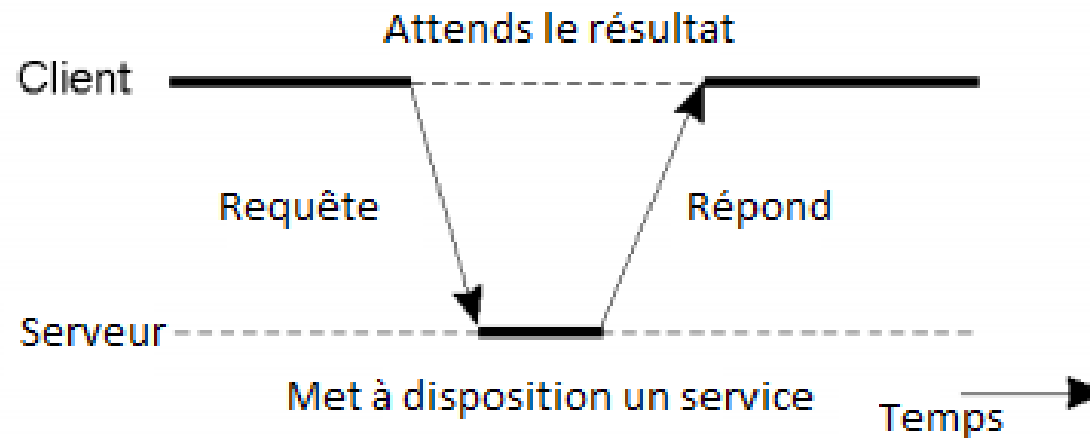 Attends le résultat
Client
Requête
Répond
Serveur
Met à disposition un service
Temps